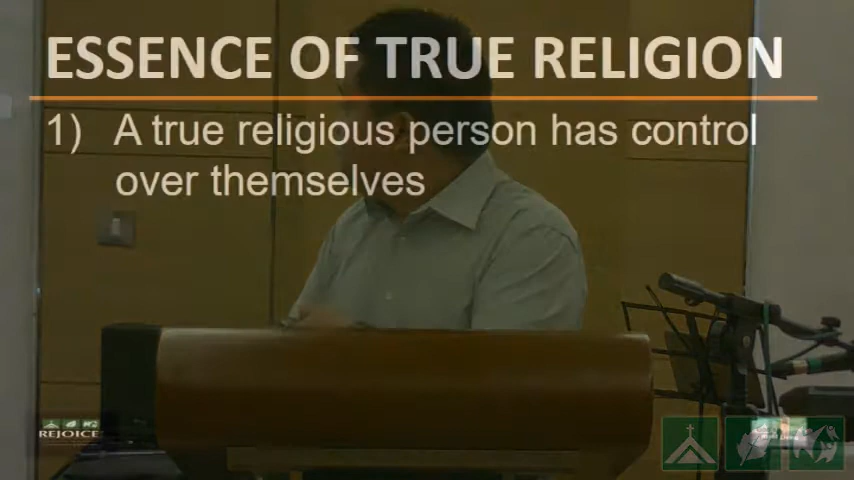 ESSENCE OF TRUE RELIGION
1) A true religious person has control
over themselves
REJOICE